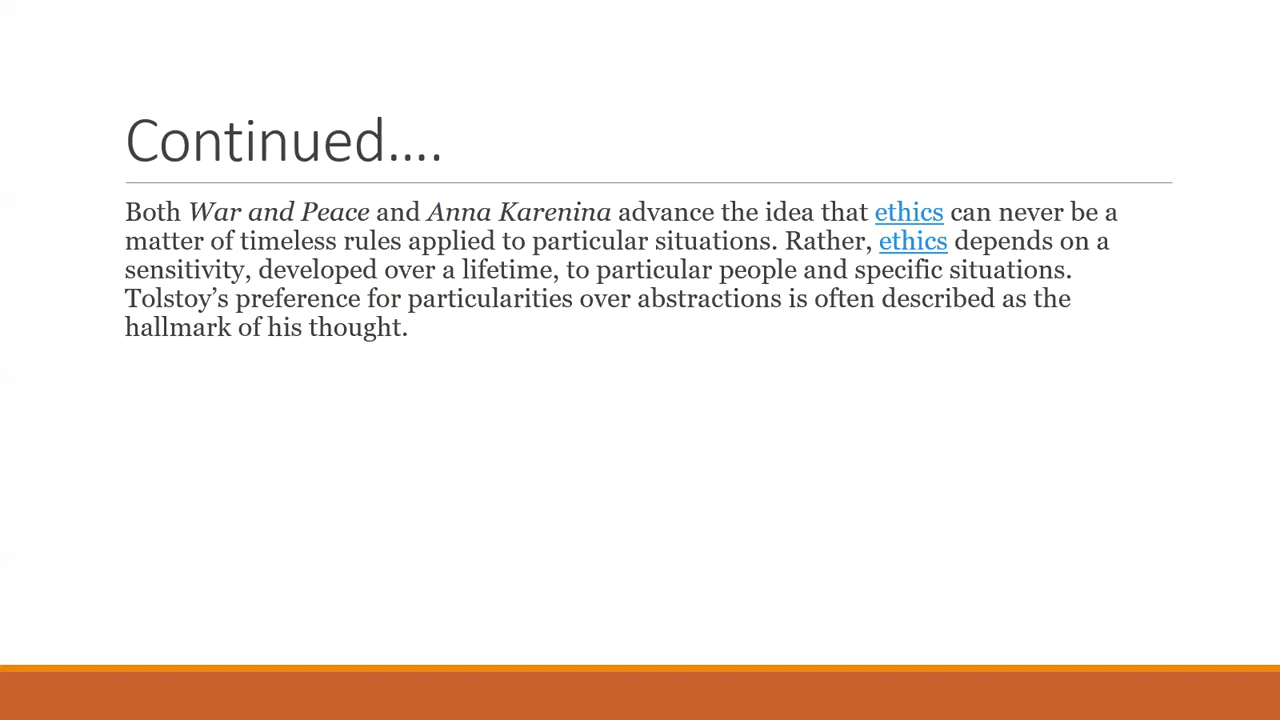 Continued....
Both War and Peace and Anna Karenina advance the idea that ethics can never be a
matter of timeless rules applied to particular situations. Rather, ethics depends on a
sensitivity, developed over a lifetime, to particular people and specific situations.
Tolstoy’s preference for particularities over abstractions is often described as the
hallmark of his thought.